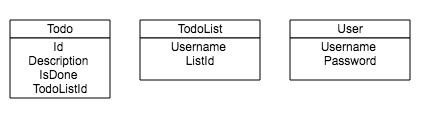 Todo
Id
Description
IsDone
TodoListId
TodoList
Username
ListId
User
Username
Password